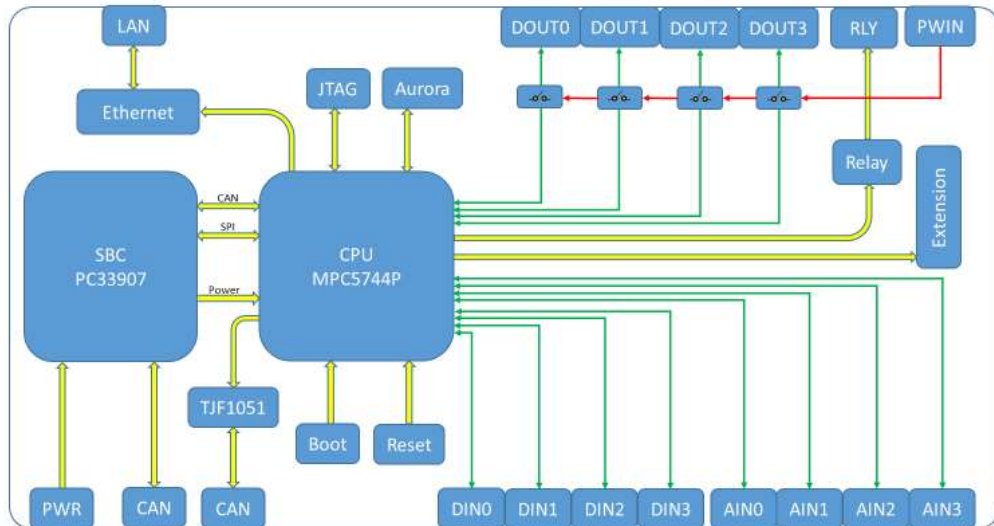 LAN
DOUT0
DOUT1
DOUT2
DOUT3
RLY
PWIN
Ethernet
JTAG
Aurora
Relay
Extension
CAN
SPI
Power
SBC
PC33907
CPU
MPC5744P
TJF1051
Boot
Reset
PWR
CAN
CAN
DIN0
DIN1
DIN2
DIN3
AIN0
AIN1
AIN2
AIN3